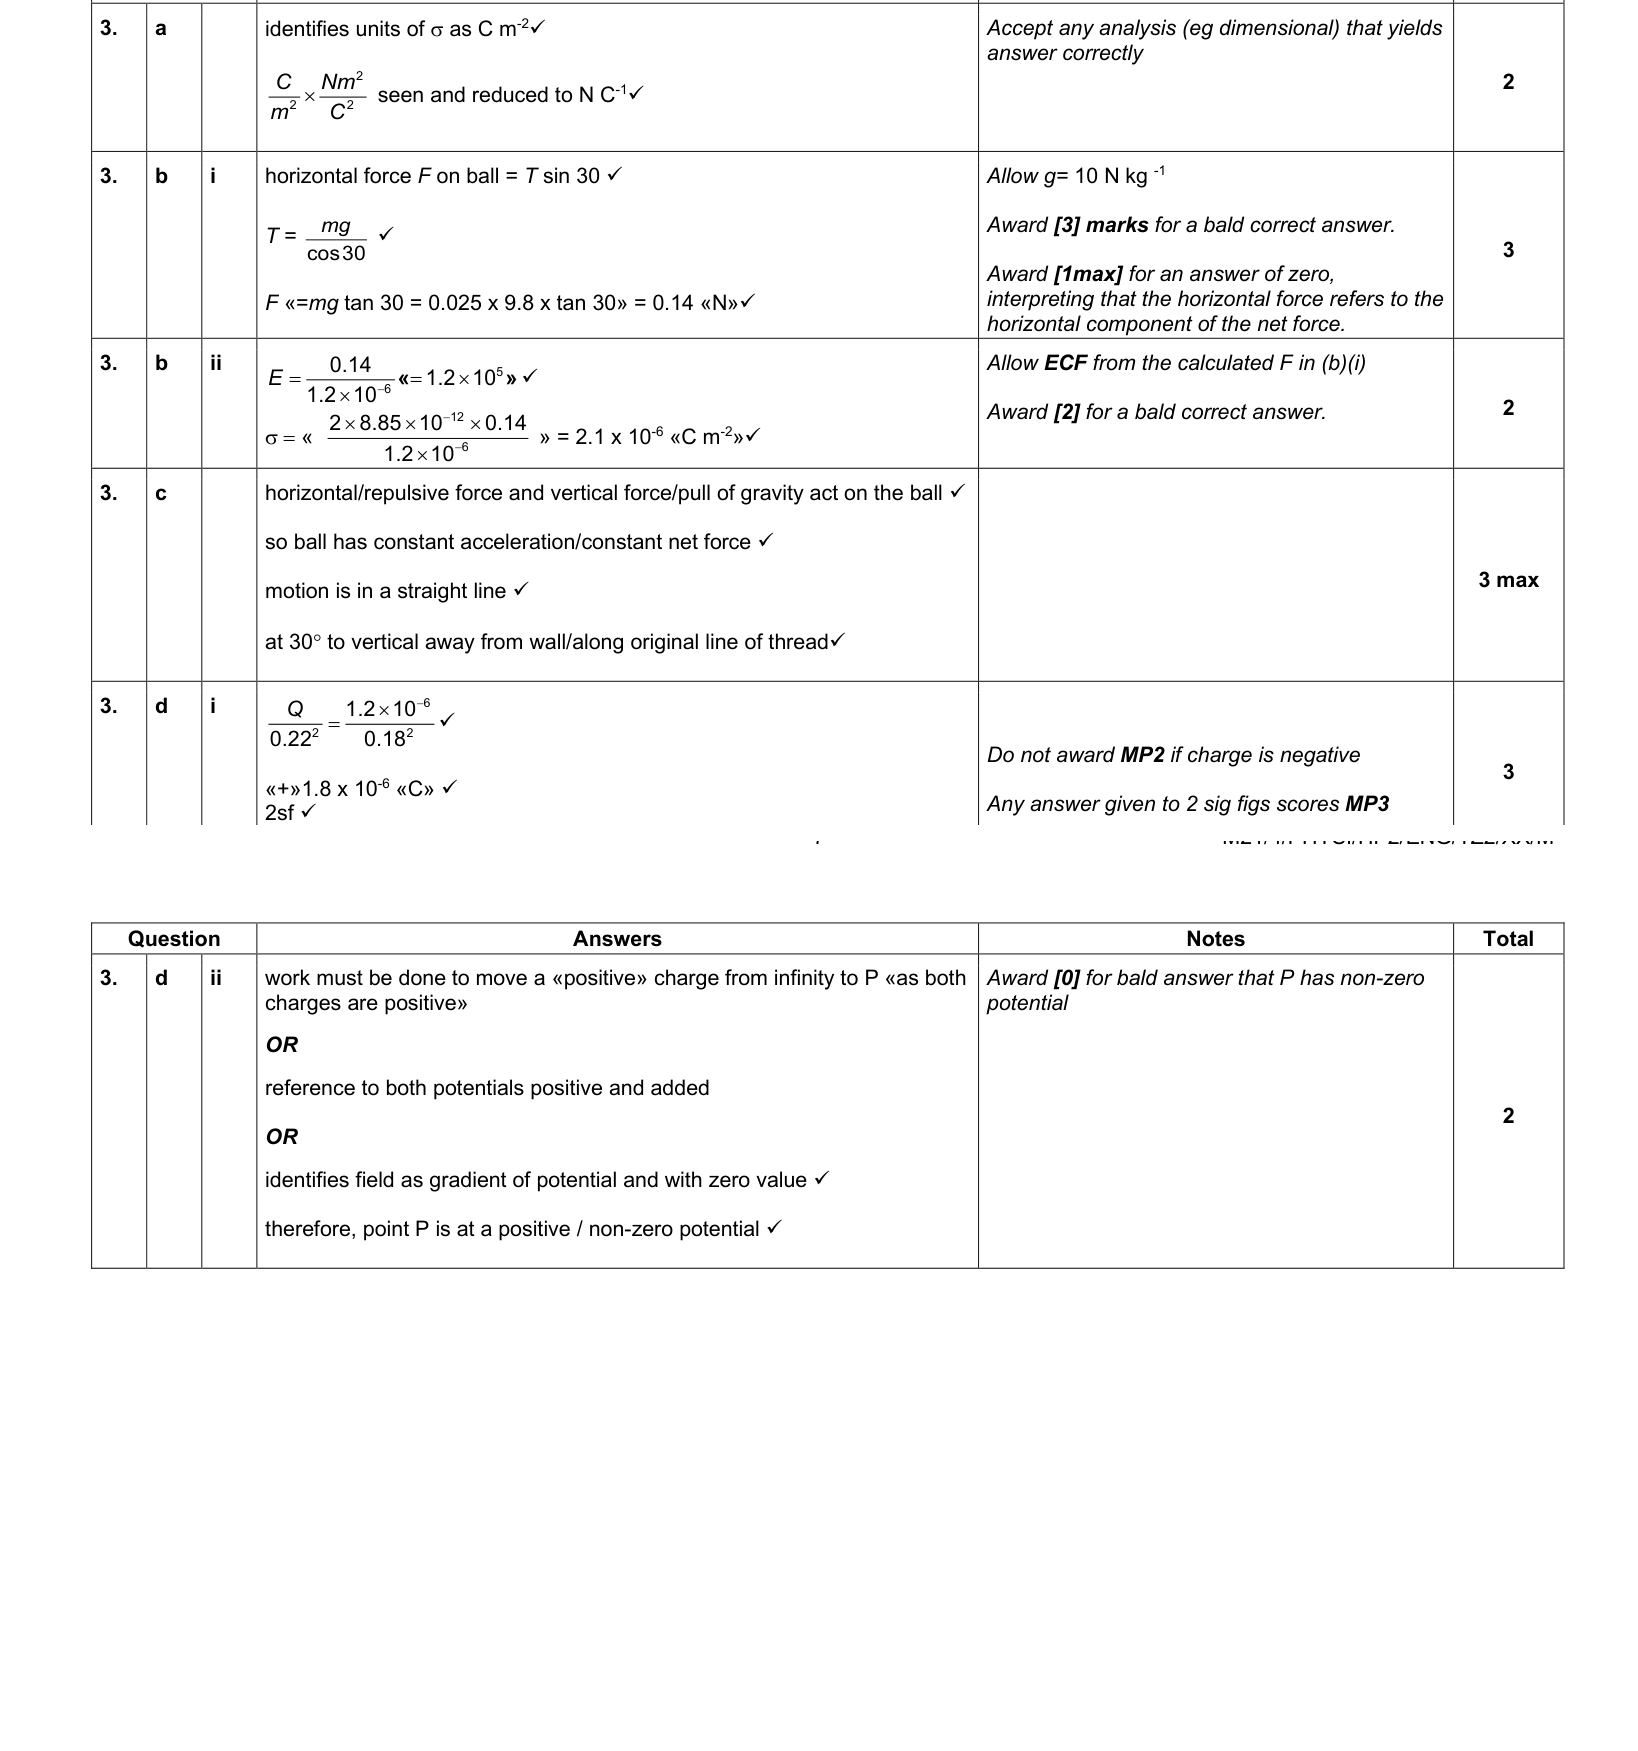 3. a identifies units of σ as C m-2✓ Accept any analysis (eg dimensional) that yields
answer correctly
C/m² × Nm²/C² seen and reduced to N C-1✓ 2
3. b i horizontal force F on ball = T sin 30 ✓ Allow g= 10 N kg -1
T = mg/cos30 ✓ Award [3] marks for a bald correct answer.
3
Award [1max] for an answer of zero,
F «=mg tan 30 = 0.025 x 9.8 x tan 30» = 0.14 «N»✓ interpreting that the horizontal force refers to the
horizontal component of the net force.
3. b ii E = 0.14/1.2×10⁻⁶ «=1.2×10⁵» ✓ Allow ECF from the calculated F in (b)(i)
σ = « 2×8.85×10⁻¹²×0.14/1.2×10⁻⁶ » = 2.1 x 10-6 «C m-2»✓ Award [2] for a bald correct answer. 2
3. c horizontal/repulsive force and vertical force/pull of gravity act on the ball ✓
so ball has constant acceleration/constant net force ✓
motion is in a straight line ✓ 3 max
at 30° to vertical away from wall/along original line of thread✓
3. d i Q/0.22² = 1.2×10⁻⁶/0.18² ✓
Do not award MP2 if charge is negative
3
«+»1.8 x 10-6 «C» ✓
2sf ✓ Any answer given to 2 sig figs scores MP3
Question Answers Notes Total
3. d ii work must be done to move a «positive» charge from infinity to P «as both Award [0] for bald answer that P has non-zero
charges are positive» potential
OR
reference to both potentials positive and added
2
OR
identifies field as gradient of potential and with zero value ✓
therefore, point P is at a positive / non-zero potential ✓